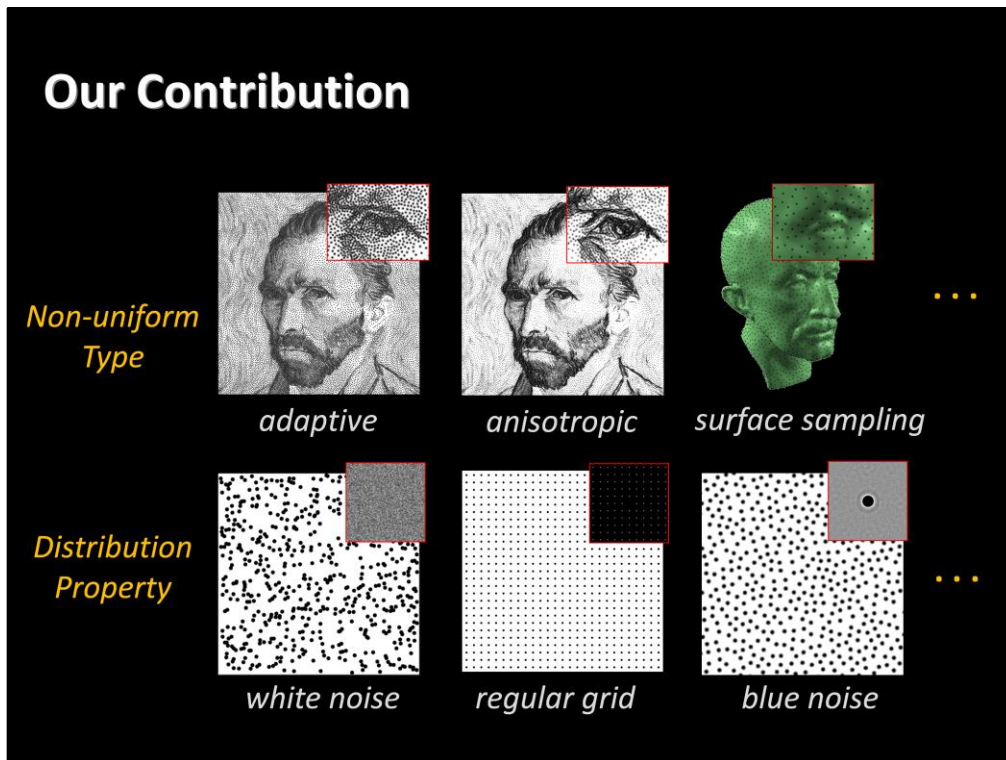 Our Contribution
Non-uniform
Type
adaptive
anisotropic
surface sampling
...
Distribution
Property
white noise
regular grid
blue noise
...